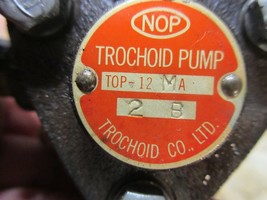 NOP
TROCHOID PUMP
TOP-12 MA
2 B
TROCHOID CO., LTD.